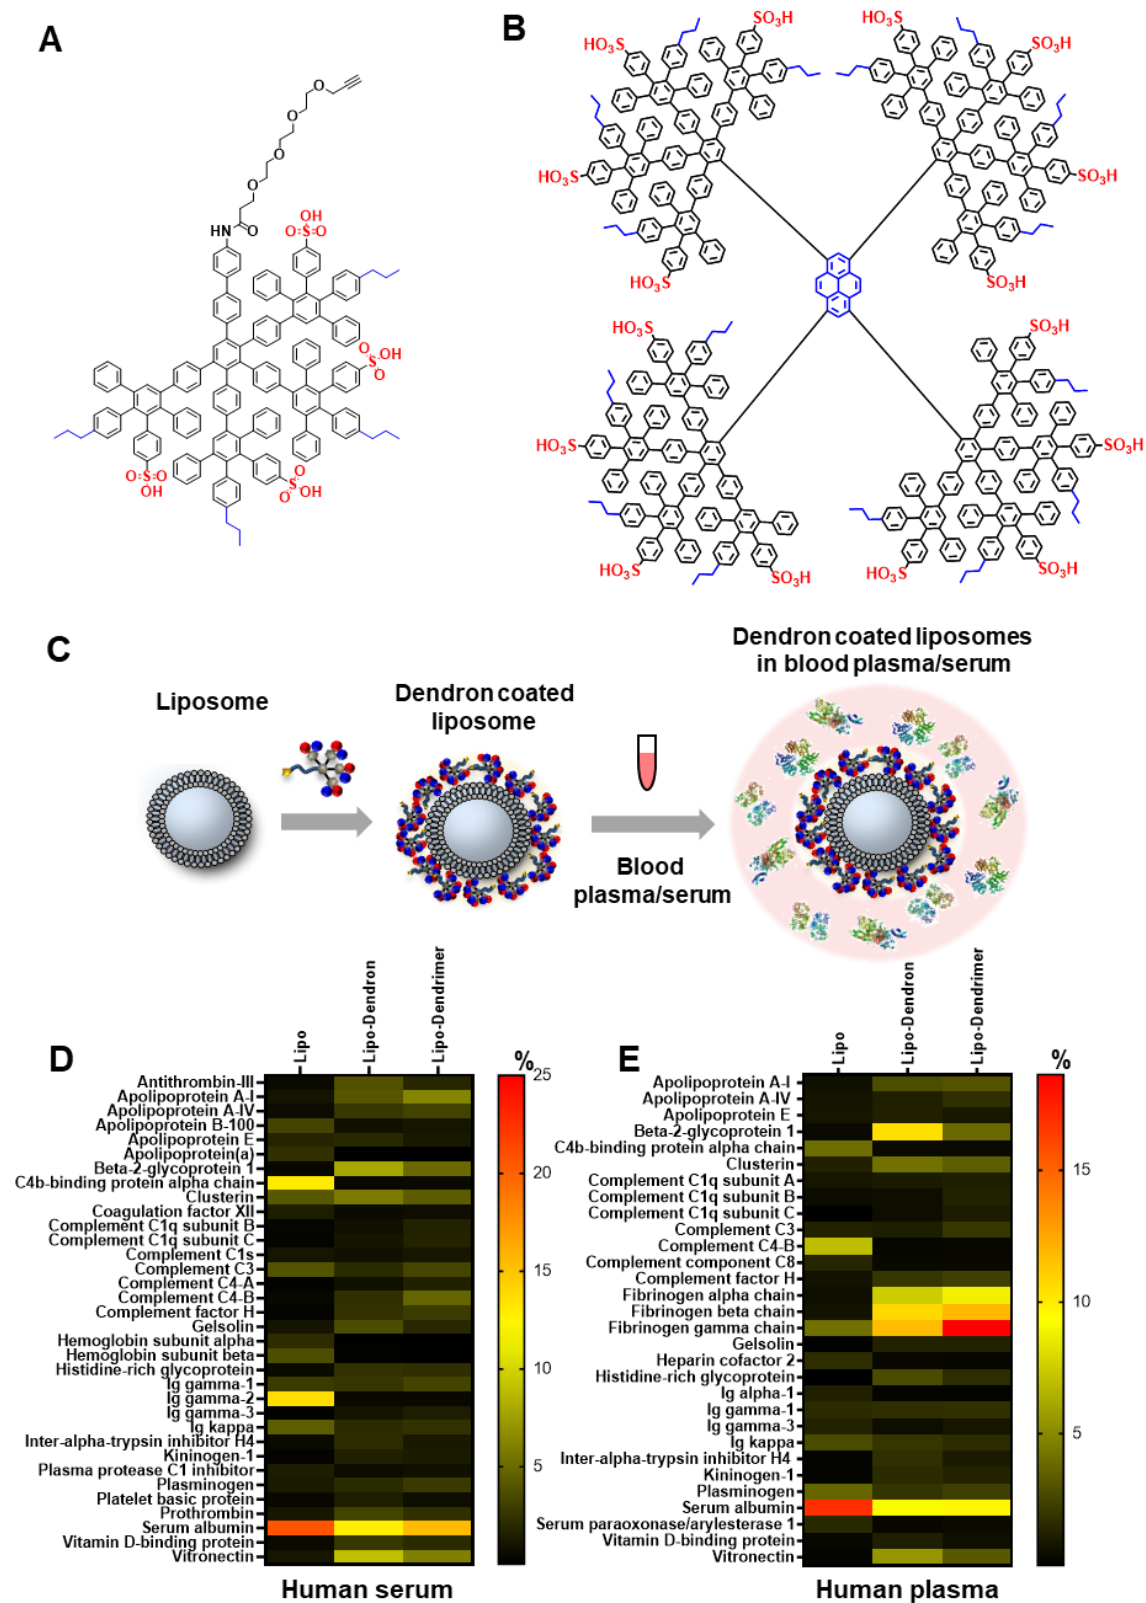 A
B
O
O
O
O
HN
O
OH
O=S=O
O
S
OH
O
O=S=O
OH
O
S
OH
O
SO3H
HO3S
HO3S
HO3S
HO3S
SO3H
SO3H
SO3H
HO3S
HO3S
HO3S
SO3H
SO3H
SO3H
HO3S
SO3H
C
Liposome
Dendron coated
liposome
Blood
plasma/serum
Dendron coated liposomes
in blood plasma/serum
D
Lipo
Lipo-Dendron
Lipo-Dendrimer
%
25
20
15
10
5
Antithrombin-III
Apolipoprotein A-I
Apolipoprotein A-IV
Apolipoprotein B-100
Apolipoprotein E
Apolipoprotein(a)
Beta-2-glycoprotein 1
C4b-binding protein alpha chain
Clusterin
Coagulation factor XII
Complement C1q subunit B
Complement C1q subunit C
Complement C1s
Complement C3
Complement C4-A
Complement C4-B
Complement factor H
Gelsolin
Hemoglobin subunit alpha
Hemoglobin subunit beta
Histidine-rich glycoprotein
Ig gamma-1
Ig gamma-2
Ig gamma-3
Ig kappa
Inter-alpha-trypsin inhibitor H4
Kininogen-1
Plasma protease C1 inhibitor
Plasminogen
Platelet basic protein
Prothrombin
Serum albumin
Vitamin D-binding protein
Vitronectin
Human serum
E
Lipo
Lipo-Dendron
Lipo-Dendrimer
%
15
10
5
Apolipoprotein A-I
Apolipoprotein A-IV
Apolipoprotein E
Beta-2-glycoprotein 1
C4b-binding protein alpha chain
Clusterin
Complement C1q subunit A
Complement C1q subunit B
Complement C1q subunit C
Complement C3
Complement C4-B
Complement component C8
Complement factor H
Fibrinogen alpha chain
Fibrinogen beta chain
Fibrinogen gamma chain
Gelsolin
Heparin cofactor 2
Histidine-rich glycoprotein
Ig alpha-1
Ig gamma-1
Ig gamma-3
Ig kappa
Inter-alpha-trypsin inhibitor H4
Kininogen-1
Plasminogen
Serum albumin
Serum paraoxonase/arylesterase 1
Vitamin D-binding protein
Vitronectin
Human plasma